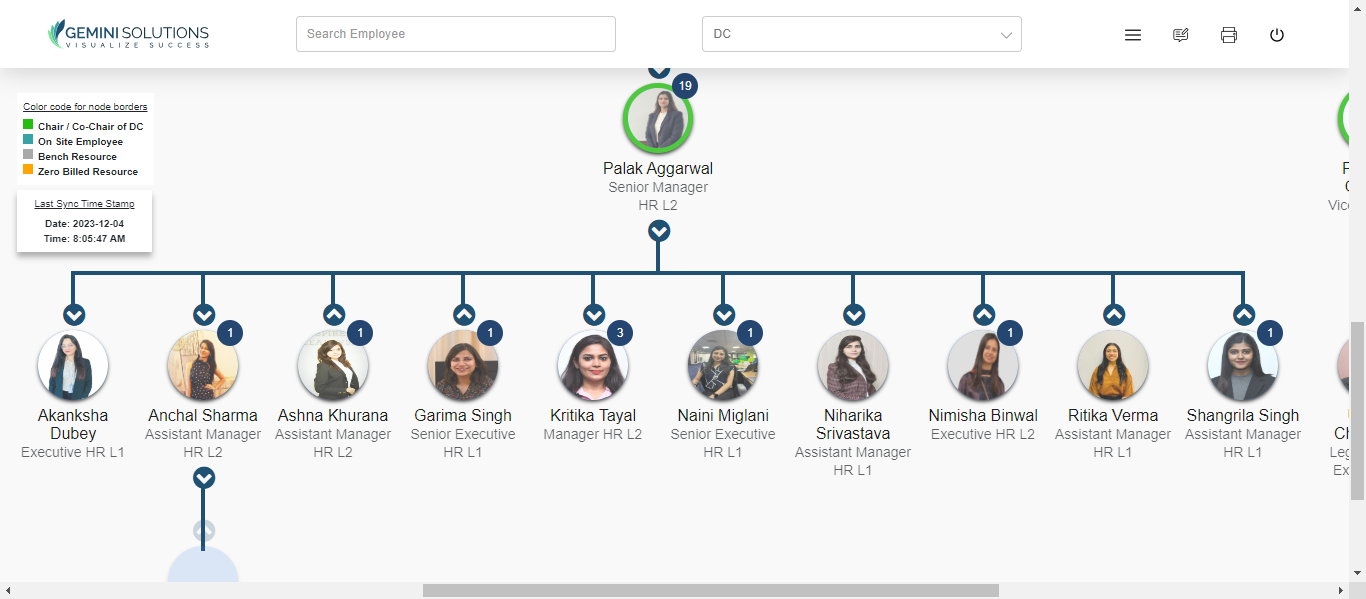 GEMINI SOLUTIONS
VISUALIZE SUCCESS
Search Employee
DC
Color code for node borders
Chair / Co-Chair of DC
On Site Employee
Bench Resource
Zero Billed Resource
Last Sync Time Stamp
Date: 2023-12-04
Time: 8:05:47 AM
19
Palak Aggarwal
Senior Manager
HR L2
Akanksha
Dubey
Executive HR L1
1
Anchal Sharma
Assistant Manager
HR L2
1
Ashna Khurana
Assistant Manager
HR L2
1
Garima Singh
Senior Executive
HR L1
3
Kritika Tayal
Manager HR L2
1
Naini Miglani
Senior Executive
HR L1
Niharika
Srivastava
Assistant Manager
HR L1
1
Nimisha Binwal
Executive HR L2
Ritika Verma
Assistant Manager
HR L1
1
Shangrila Singh
Assistant Manager
HR L1